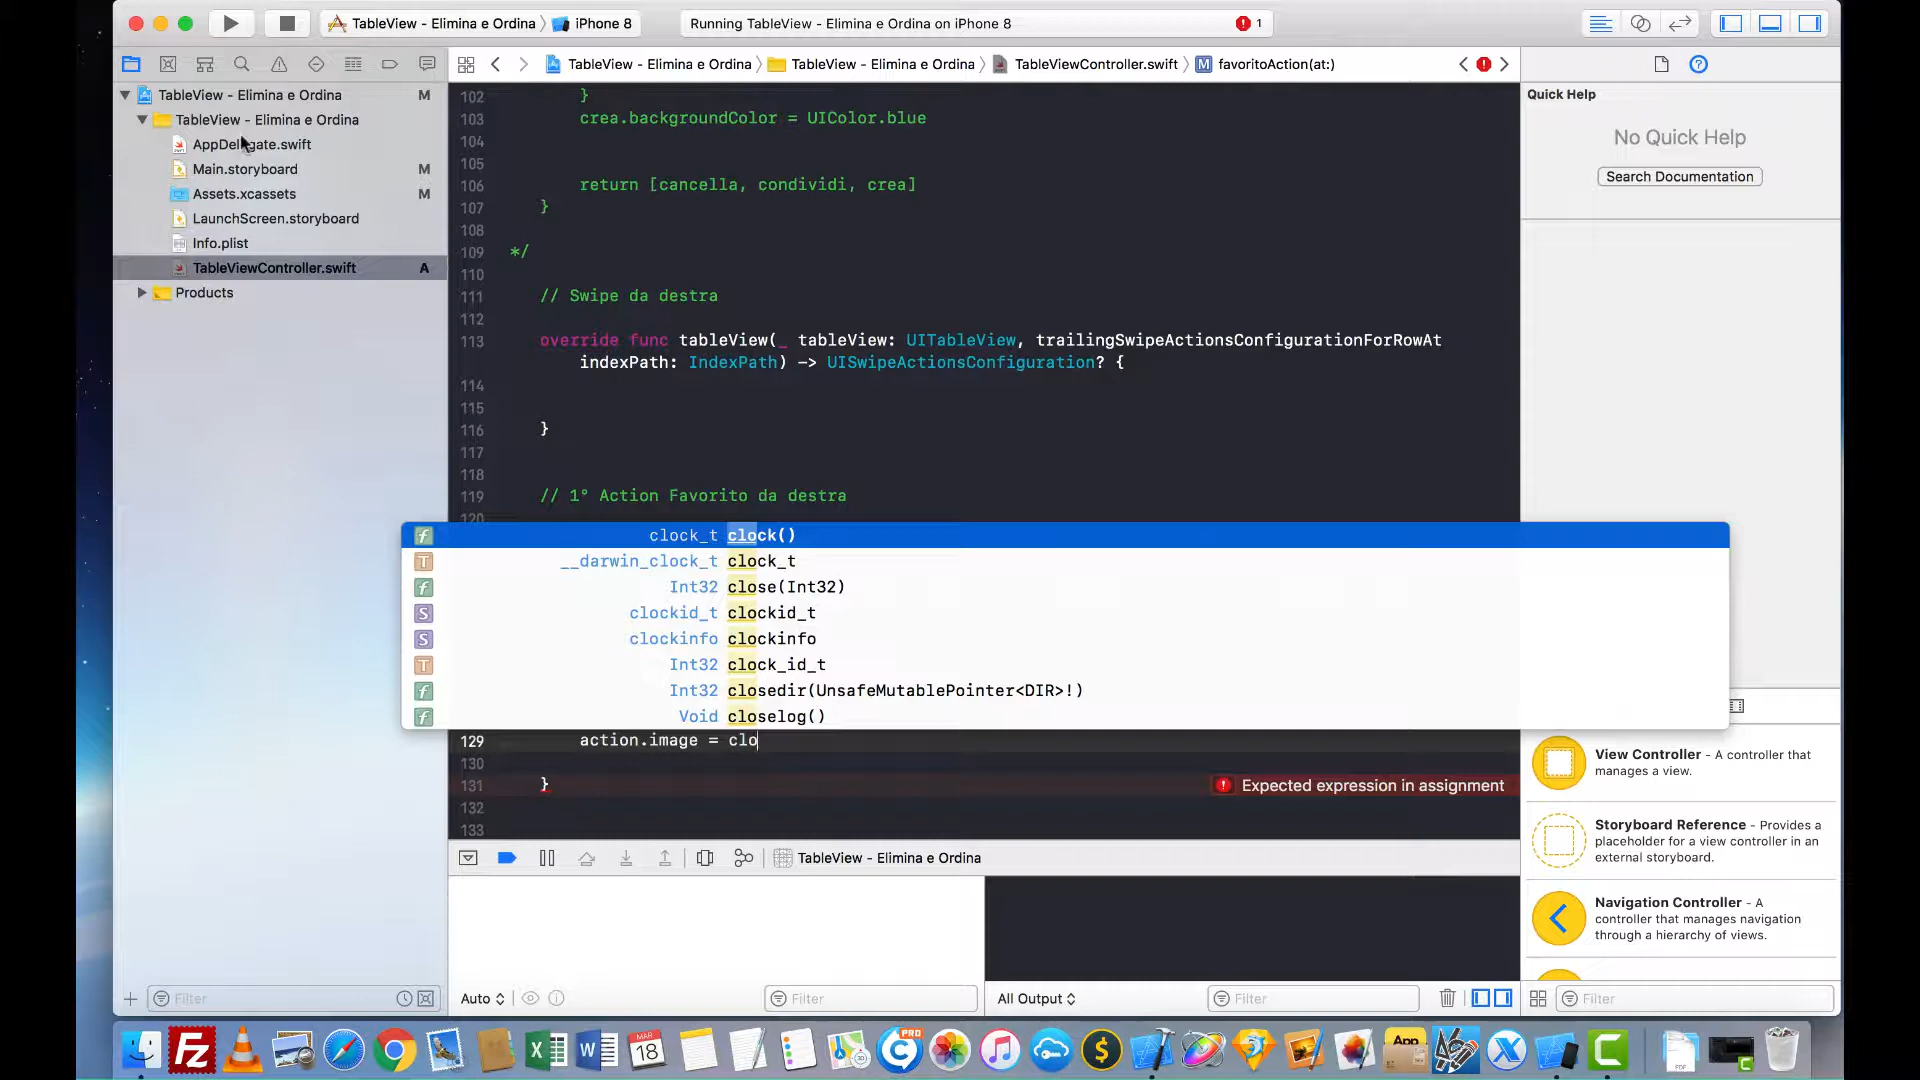 TableView - Elimina e Ordina 〉 iPhone 8
Running TableView - Elimina e Ordina on iPhone 8
1
TableView - Elimina e Ordina 〉 TableView - Elimina e Ordina 〉 TableViewController.swift 〉 M favoritoAction(at:)
TableView - Elimina e Ordina M
TableView - Elimina e Ordina
AppDelegate.swift
Main.storyboard M
Assets.xcassets M
LaunchScreen.storyboard
Info.plist
TableViewController.swift A
Products
102 }
103 crea.backgroundColor = UIColor.blue
104
105
106 return [cancella, condividi, crea]
107 }
108
109 */
110
111 // Swipe da destra
112
113 override func tableView(_ tableView: UITableView, trailingSwipeActionsConfigurationForRowAt
indexPath: IndexPath) -> UISwipeActionsConfiguration? {
114
115
116 }
117
118
119 // 1° Action Favorito da destra
120
f clock_t clock()
T __darwin_clock_t clock_t
f Int32 close(Int32)
S clockid_t clockid_t
S clockinfo clockinfo
T Int32 clock_id_t
f Int32 closedir(UnsafeMutablePointer<DIR>!)
f Void closelog()
129 action.image = clo
130
131 } Expected expression in assignment
132
133
TableView - Elimina e Ordina
Quick Help
No Quick Help
Search Documentation
View Controller - A controller that
manages a view.
Storyboard Reference - Provides a
placeholder for a view controller in an
external storyboard.
Navigation Controller - A
controller that manages navigation
through a hierarchy of views.
Filter
Auto
Filter
All Output
Filter
Filter
Fz
MAR
18
PRO
App
PDF